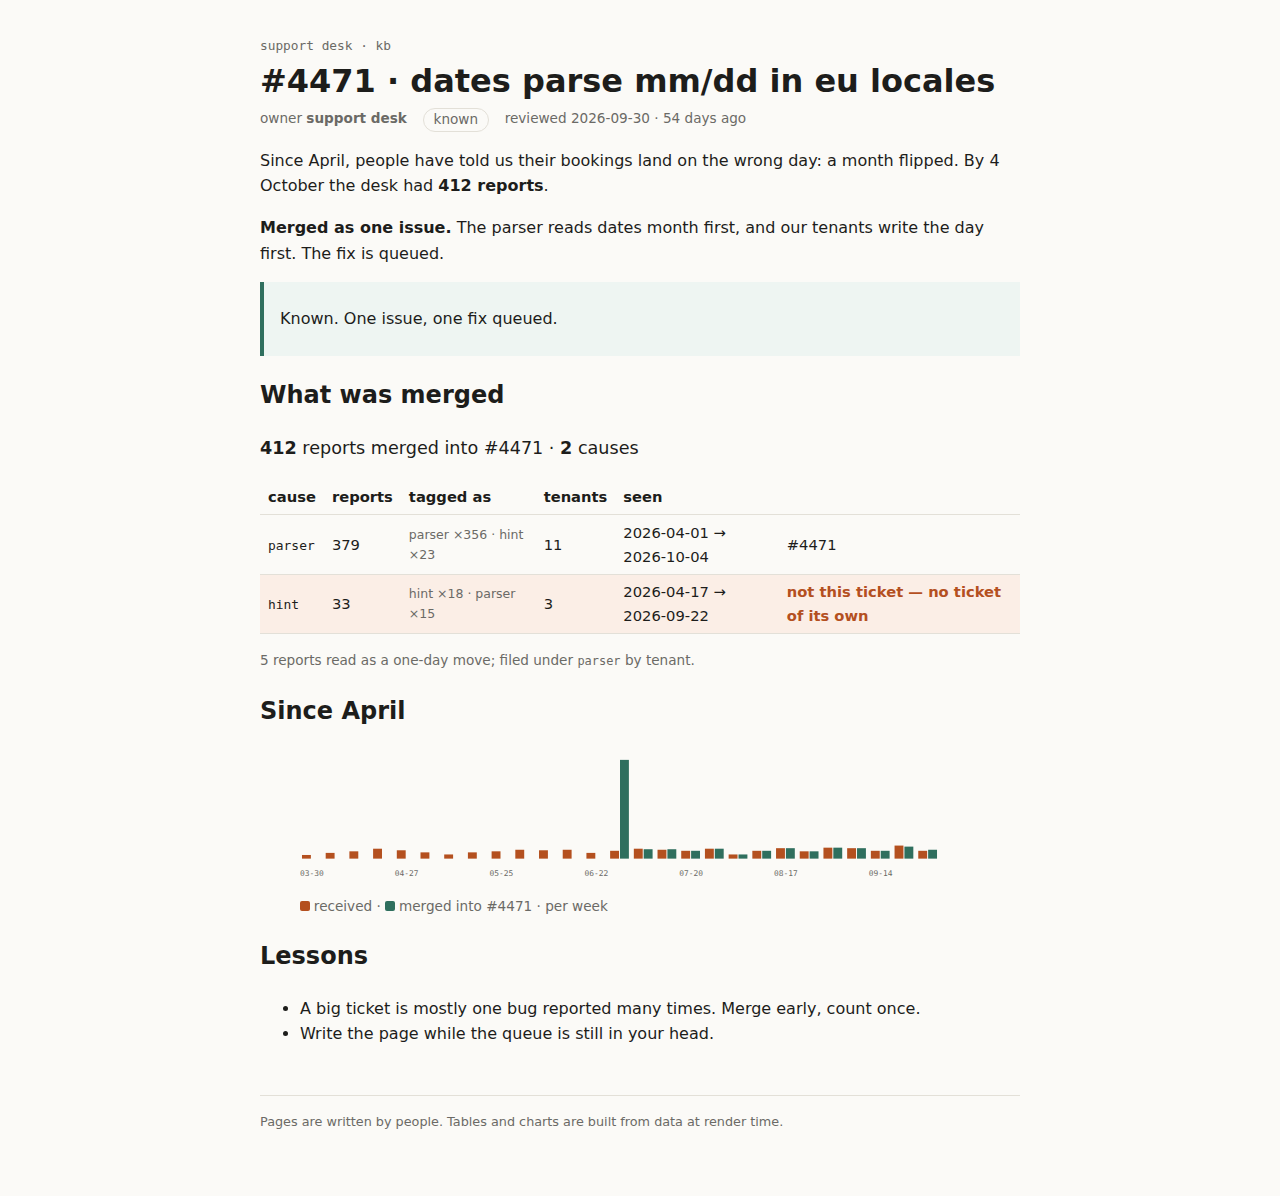 support desk · kb
#4471 · dates parse mm/dd in eu locales
owner support desk known reviewed 2026-09-30 · 54 days ago
Since April, people have told us their bookings land on the wrong day: a month flipped. By 4
October the desk had 412 reports.
Merged as one issue. The parser reads dates month first, and our tenants write the day
first. The fix is queued.
Known. One issue, one fix queued.
What was merged
412 reports merged into #4471 · 2 causes
cause reports tagged as tenants seen
parser 379 parser ×356 · hint ×23 11 2026-04-01 → 2026-10-04 #4471
hint 33 hint ×18 · parser ×15 3 2026-04-17 → 2026-09-22 not this ticket — no ticket of its own
5 reports read as a one-day move; filed under parser by tenant.
Since April
03-30 04-27 05-25 06-22 07-20 08-17 09-14
received · merged into #4471 · per week
Lessons
• A big ticket is mostly one bug reported many times. Merge early, count once.
• Write the page while the queue is still in your head.
Pages are written by people. Tables and charts are built from data at render time.